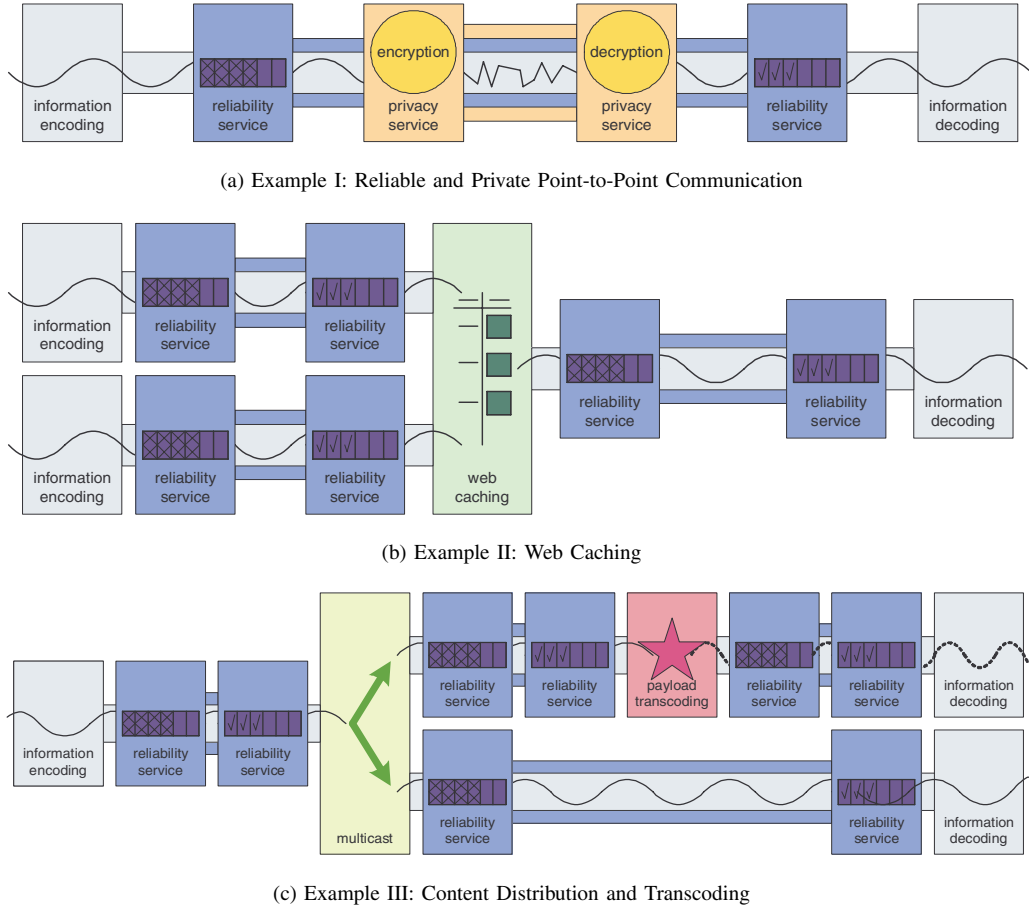 information
encoding
reliability
service
encryption
privacy
service
decryption
privacy
service
reliability
service
information
decoding
(a) Example I: Reliable and Private Point-to-Point Communication
information
encoding
reliability
service
reliability
service
information
encoding
reliability
service
reliability
service
web
caching
reliability
service
reliability
service
information
decoding
(b) Example II: Web Caching
information
encoding
reliability
service
reliability
service
multicast
reliability
service
reliability
service
payload
transcoding
reliability
service
reliability
service
information
decoding
reliability
service
reliability
service
information
decoding
(c) Example III: Content Distribution and Transcoding